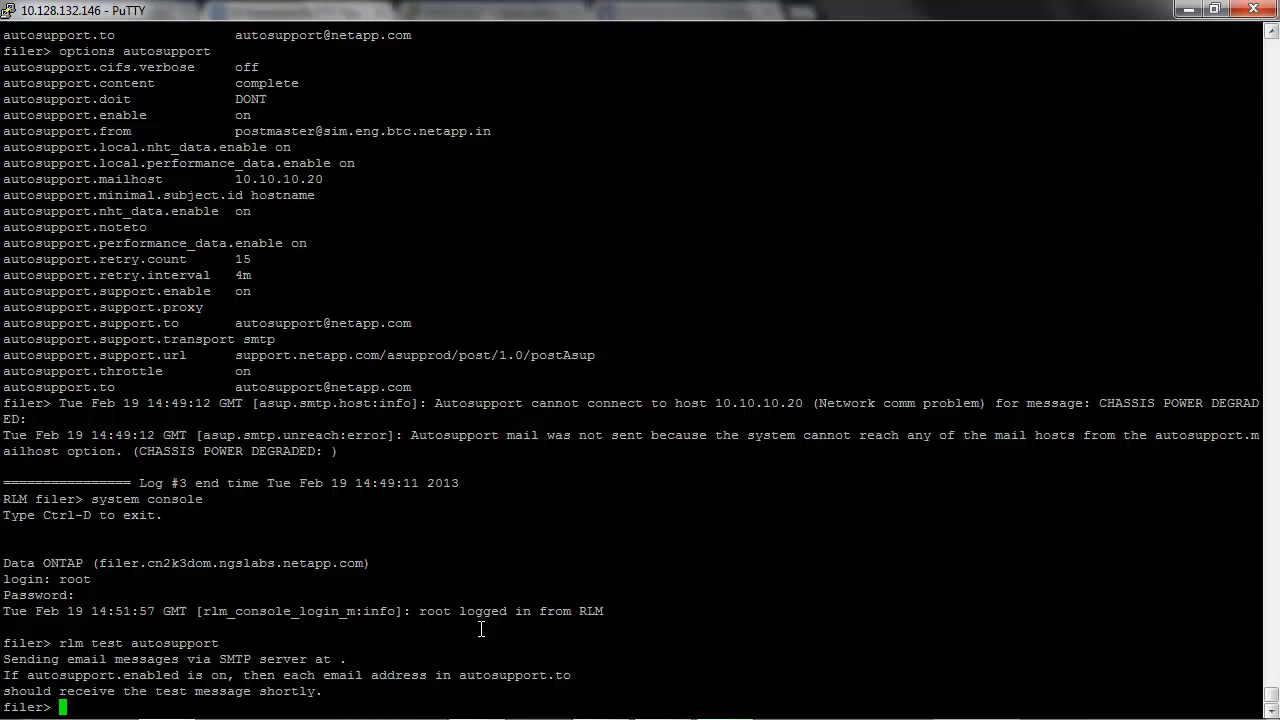 10.128.132.146 - PuTTY
autosupport.to               autosupport@netapp.com
filer> options autosupport
autosupport.cifs.verbose     off
autosupport.content          complete
autosupport.doit             DONT
autosupport.enable           on
autosupport.from             postmaster@sim.eng.btc.netapp.in
autosupport.local.nht_data.enable on
autosupport.local.performance_data.enable on
autosupport.mailhost         10.10.10.20
autosupport.minimal.subject.id hostname
autosupport.nht_data.enable  on
autosupport.noteto
autosupport.performance_data.enable on
autosupport.retry.count      15
autosupport.retry.interval   4m
autosupport.support.enable   on
autosupport.support.proxy
autosupport.support.to       autosupport@netapp.com
autosupport.support.transport smtp
autosupport.support.url      support.netapp.com/asupprod/post/1.0/postAsup
autosupport.throttle         on
autosupport.to               autosupport@netapp.com
filer> Tue Feb 19 14:49:12 GMT [asup.smtp.host:info]: Autosupport cannot connect to host 10.10.10.20 (Network comm problem) for message: CHASSIS POWER DEGRAD
ED:
Tue Feb 19 14:49:12 GMT [asup.smtp.unreach:error]: Autosupport mail was not sent because the system cannot reach any of the mail hosts from the autosupport.m
ailhost option. (CHASSIS POWER DEGRADED: )
================ Log #3 end time Tue Feb 19 14:49:11 2013
RLM filer> system console
Type Ctrl-D to exit.
Data ONTAP (filer.cn2k3dom.ngslabs.netapp.com)
login: root
Password:
Tue Feb 19 14:51:57 GMT [rlm_console_login_m:info]: root logged in from RLM
filer> rlm test autosupport
Sending email messages via SMTP server at .
If autosupport.enabled is on, then each email address in autosupport.to
should receive the test message shortly.
filer>